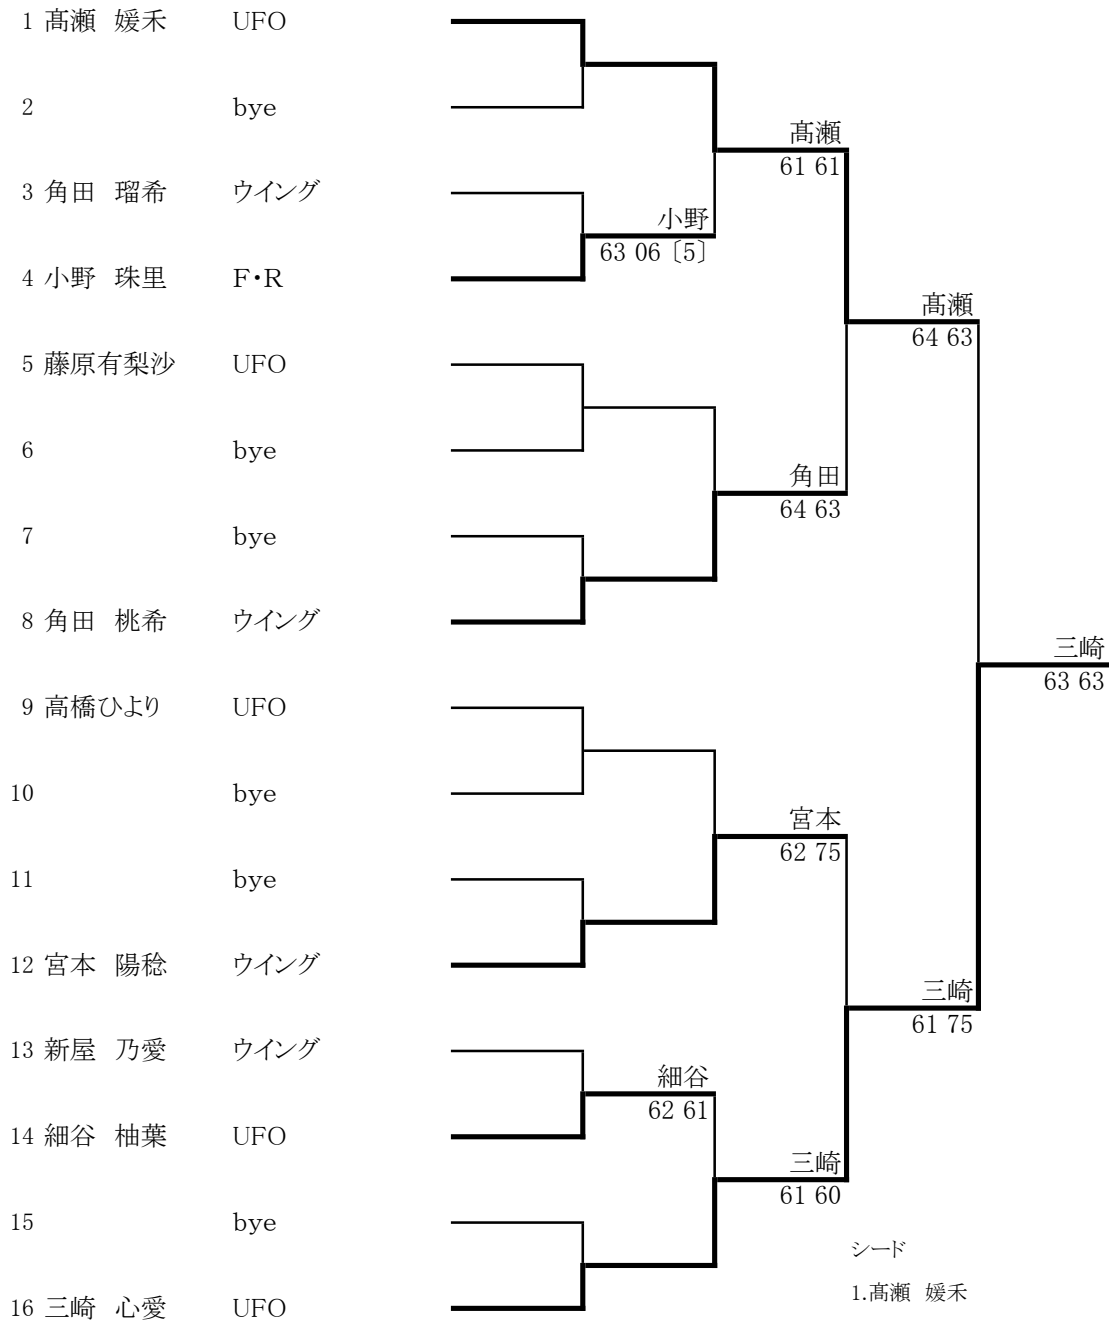 1 髙瀬 媛禾 UFO
2 bye
髙瀬
61 61
3 角田 瑠希 ウイング
小野
63 06〔5〕
4 小野 珠里 F・R
髙瀬
64 63
5 藤原有梨沙 UFO
6 bye
角田
64 63
7 bye
8 角田 桃希 ウイング
三崎
63 63
9 高橋ひより UFO
10 bye
宮本
62 75
11 bye
12 宮本 陽稔 ウイング
三崎
61 75
13 新屋 乃愛 ウイング
細谷
62 61
14 細谷 柚葉 UFO
三崎
61 60
15 bye
シード
1.髙瀬 媛禾
16 三崎 心愛 UFO